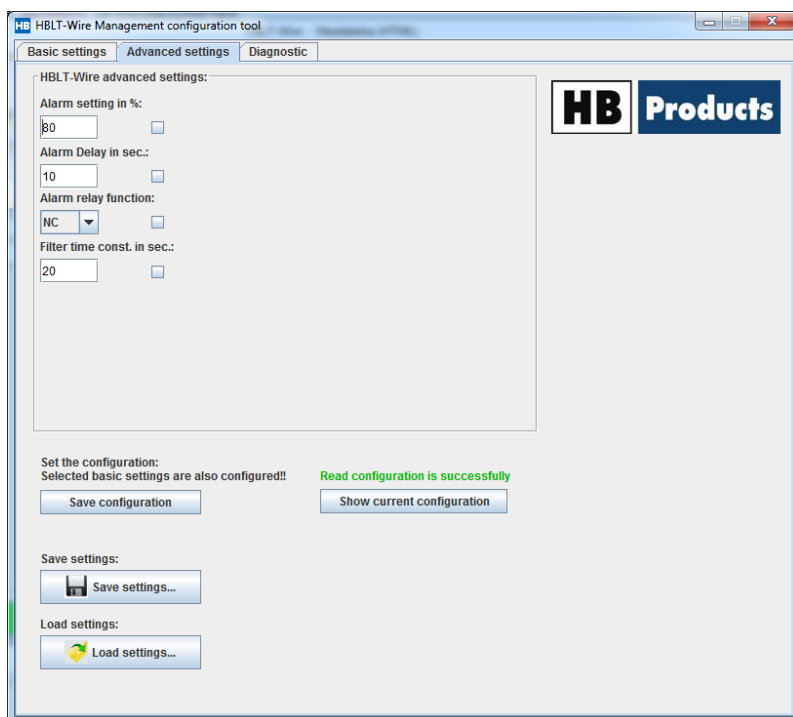 HB HBLT-Wire Management configuration tool
Basic settings Advanced settings Diagnostic
HBLT-Wire advanced settings:
Alarm setting in %:
80
Alarm Delay in sec.:
10
Alarm relay function:
NC
Filter time const. in sec.:
20
HB Products
Set the configuration:
Selected basic settings are also configured!!
Save configuration
Read configuration is successfully
Show current configuration
Save settings:
Save settings...
Load settings:
Load settings...